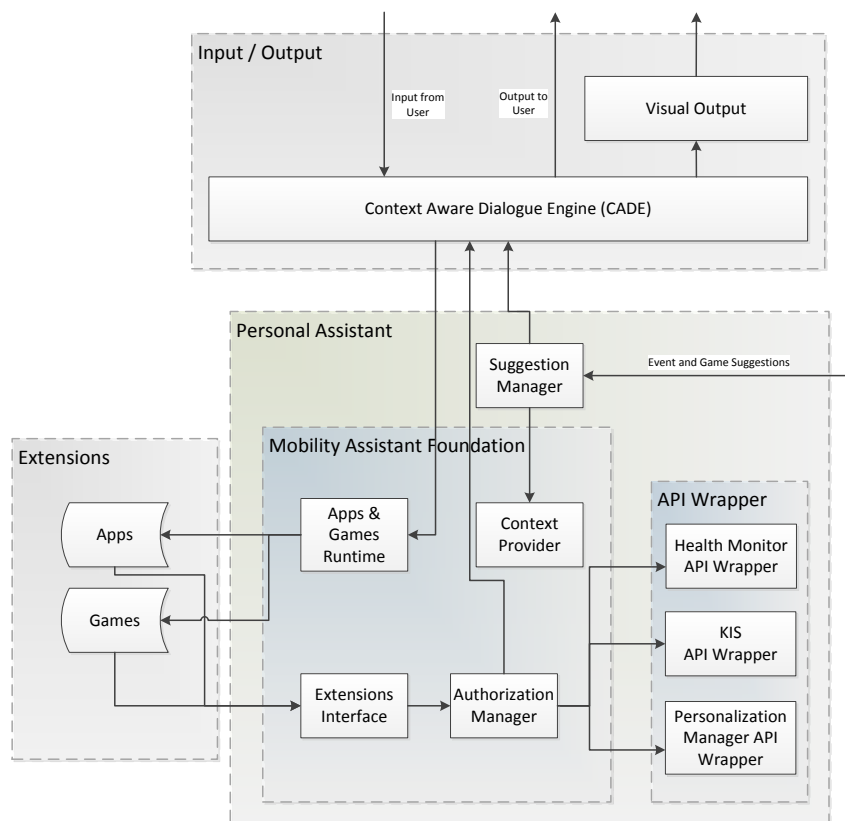 Input / Output
Input from
User
Output to
User
Visual Output
Context Aware Dialogue Engine (CADE)
Personal Assistant
Suggestion
Manager
Event and Game Suggestions
Extensions
Mobility Assistant Foundation
API Wrapper
Apps
Apps &
Games
Runtime
Context
Provider
Health Monitor
API Wrapper
Games
KIS
API Wrapper
Extensions
Interface
Authorization
Manager
Personalization
Manager API
Wrapper